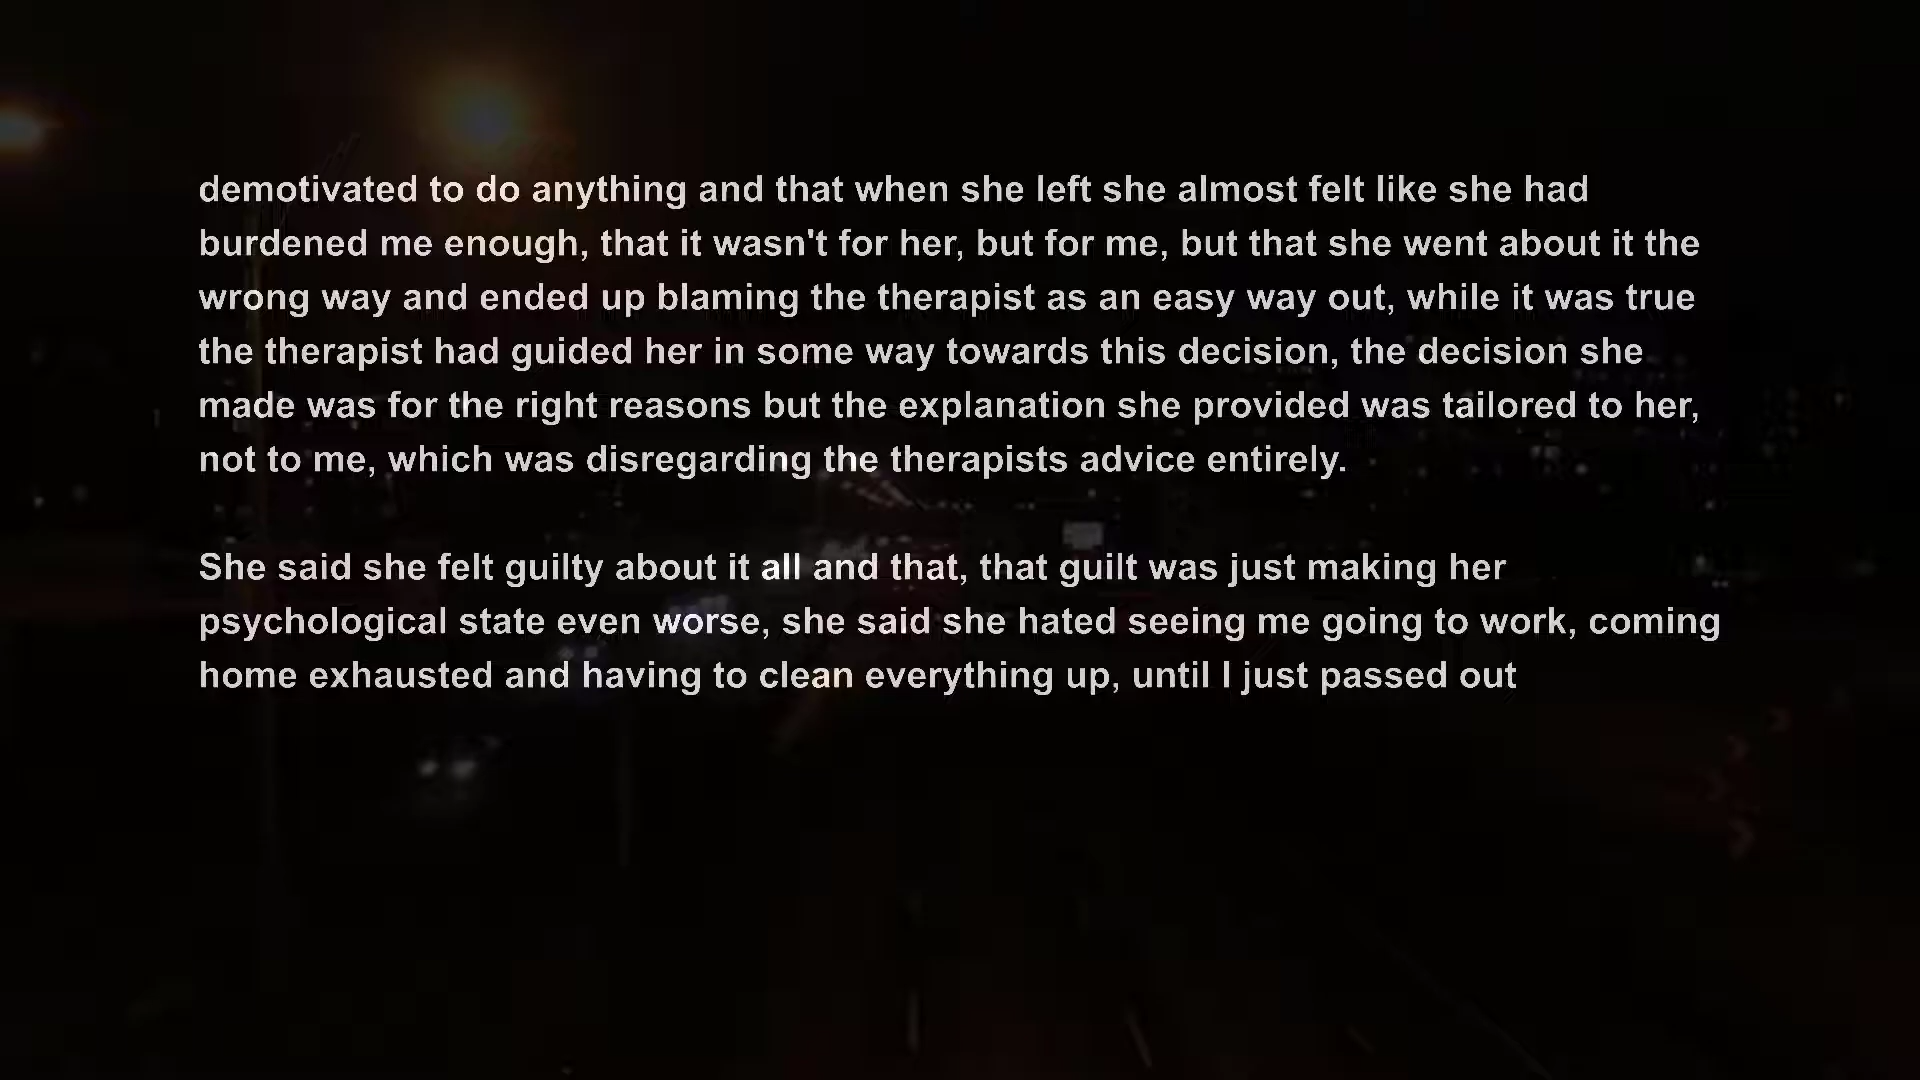 demotivated to do anything and that when she left she almost felt like she had
burdened me enough, that it wasn't for her, but for me, but that she went about it the
wrong way and ended up blaming the therapist as an easy way out, while it was true
the therapist had guided her in some way towards this decision, the decision she
made was for the right reasons but the explanation she provided was tailored to her,
not to me, which was disregarding the therapists advice entirely.
She said she felt guilty about it all and that, that guilt was just making her
psychological state even worse, she said she hated seeing me going to work, coming
home exhausted and having to clean everything up, until I just passed out